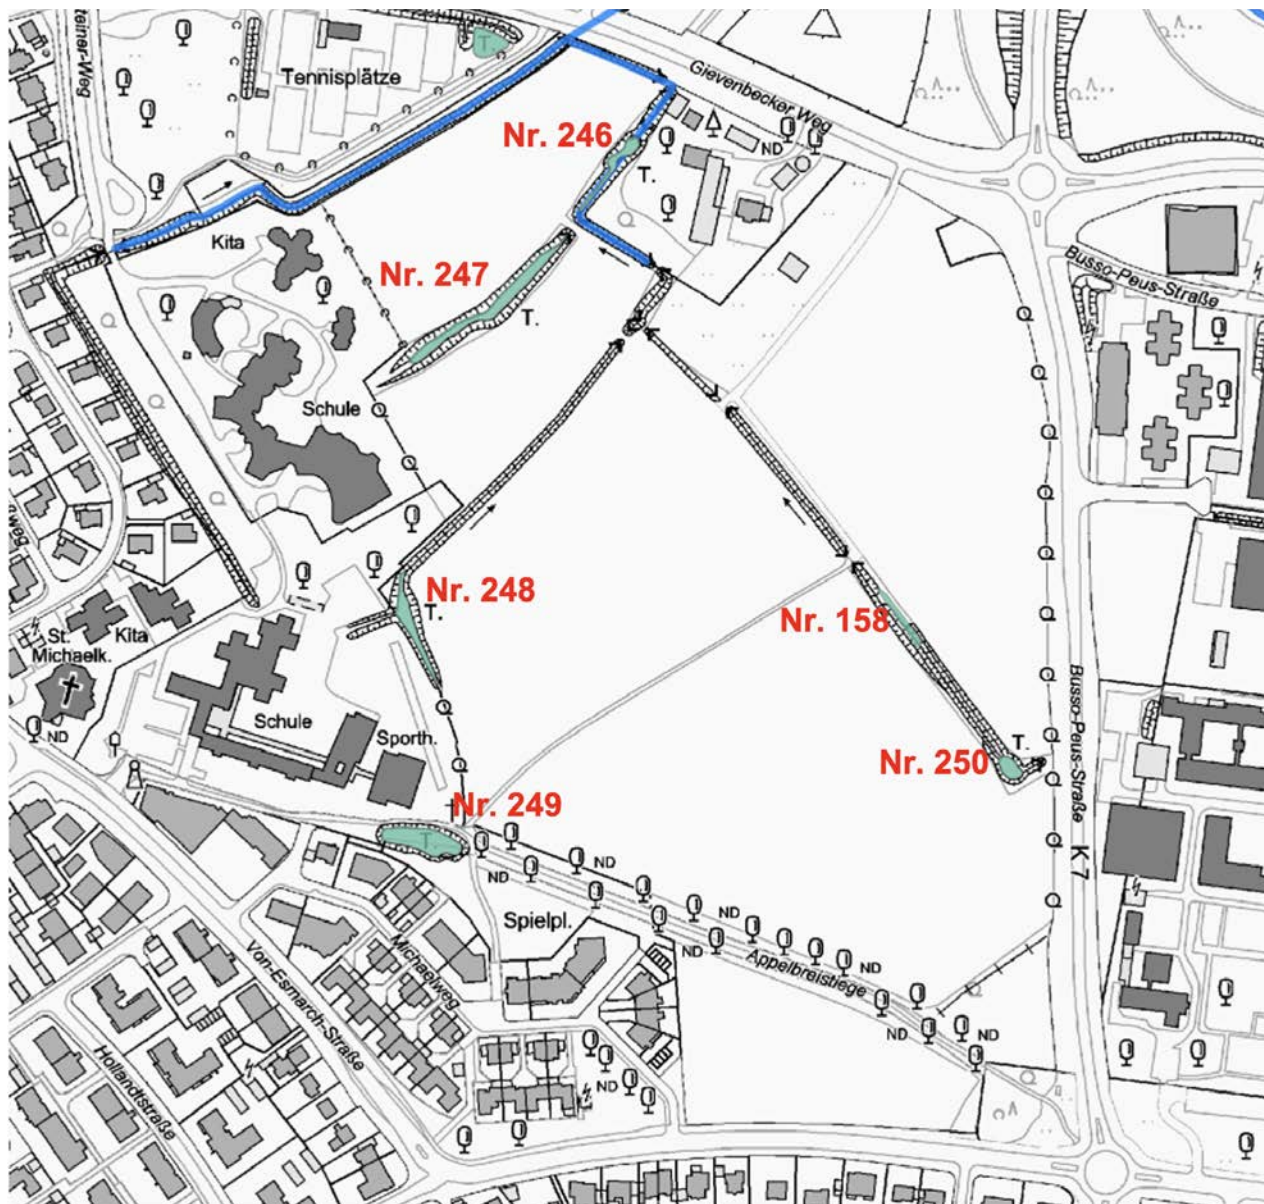 Tennisplätze
T.
Gievenbecker Weg
ND
Nr. 246
T.
Kita
Nr. 247
T.
Busso-Peus-Straße
Schule
Nr. 248
T.
Nr. 158
St.
Michaelk.
Kita
ND
Schule
Sporth.
Nr. 250
T.
Busso-Peus-Straße
K 7
Nr. 249
T.
ND
ND
ND
ND
ND
Spielpl.
Appelbreistiege
Michaelweg
Von-Esmarch-Straße
ND
ND
ND
Hollandtstraße